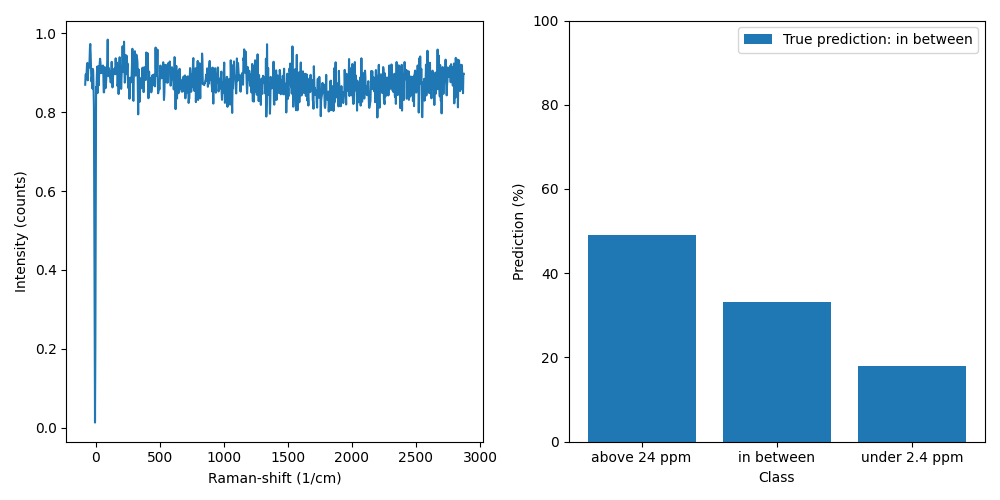 1.0
0.8
0.6
0.4
0.2
0.0
Intensity (counts)
0 500 1000 1500 2000 2500 3000
Raman-shift (1/cm)
100
80
60
40
20
0
Prediction (%)
True prediction: in between
above 24 ppm in between under 2.4 ppm
Class